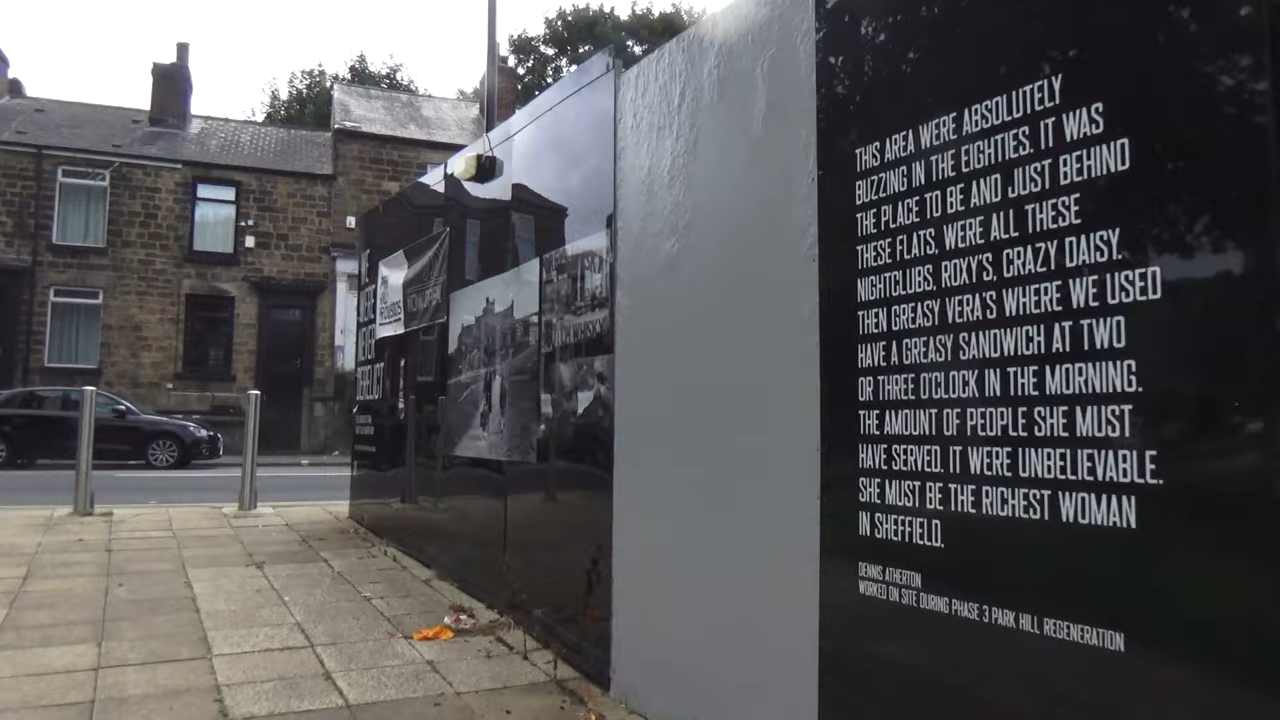 THIS AREA WERE ABSOLUTELY
BUZZING IN THE EIGHTIES. IT WAS
THE PLACE TO BE AND JUST BEHIND
THESE FLATS, WERE ALL THESE
NIGHTCLUBS, ROXY'S, CRAZY DAISY.
THEN GREASY VERA'S WHERE WE USED
HAVE A GREASY SANDWICH AT TWO
OR THREE O'CLOCK IN THE MORNING.
THE AMOUNT OF PEOPLE SHE MUST
HAVE SERVED. IT WERE UNBELIEVABLE.
SHE MUST BE THE RICHEST WOMAN
IN SHEFFIELD.
DENNIS ATHERTON
WORKED ON SITE DURING PHASE 3 PARK HILL REGENERATION
WERE
NEVER
DERELICT
WHISKY